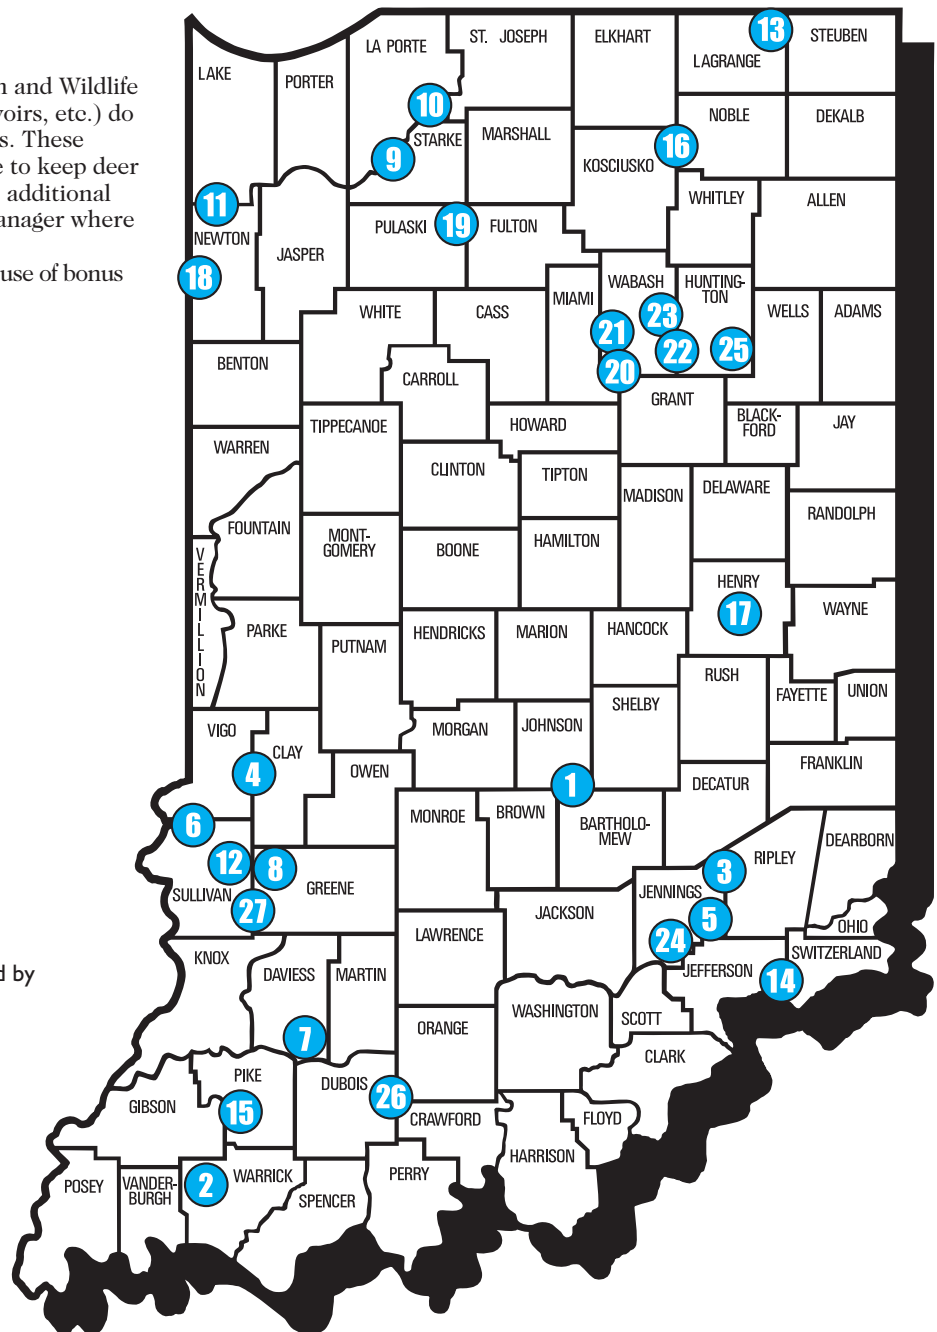 n and Wildlife
voirs, etc.) do
s. These
e to keep deer
additional
anager where
use of bonus
d by
13
ST. JOSEPH
ELKHART
STEUBEN
LA PORTE
LAGRANGE
LAKE
PORTER
10
NOBLE
DEKALB
STARKE
MARSHALL
16
9
KOSCIUSKO
WHITLEY
ALLEN
11
NEWTON
PULASKI
19
FULTON
JASPER
18
WABASH
HUNTING-
TON
MIAMI
WHITE
CASS
23
WELLS
ADAMS
21
22
25
BENTON
20
CARROLL
GRANT
BLACK-
FORD
JAY
TIPPECANOE
HOWARD
WARREN
CLINTON
TIPTON
MADISON
DELAWARE
RANDOLPH
FOUNTAIN
MONT-
GOMERY
BOONE
HAMILTON
VERMILLION
HENRY
17
WAYNE
PARKE
PUTNAM
HENDRICKS
MARION
HANCOCK
RUSH
FAYETTE
UNION
SHELBY
VIGO
CLAY
MORGAN
JOHNSON
4
OWEN
FRANKLIN
1
DECATUR
MONROE
BROWN
BARTHOLO-
MEW
6
DEARBORN
12
8
RIPLEY
3
SULLIVAN
GREENE
JENNINGS
27
JACKSON
5
OHIO
24
LAWRENCE
KNOX
DAVIESS
MARTIN
JEFFERSON
SWITZERLAND
14
WASHINGTON
SCOTT
7
ORANGE
CLARK
PIKE
DUBOIS
26
GIBSON
15
CRAWFORD
FLOYD
HARRISON
POSEY
VANDER-
BURGH
2
WARRICK
PERRY
SPENCER